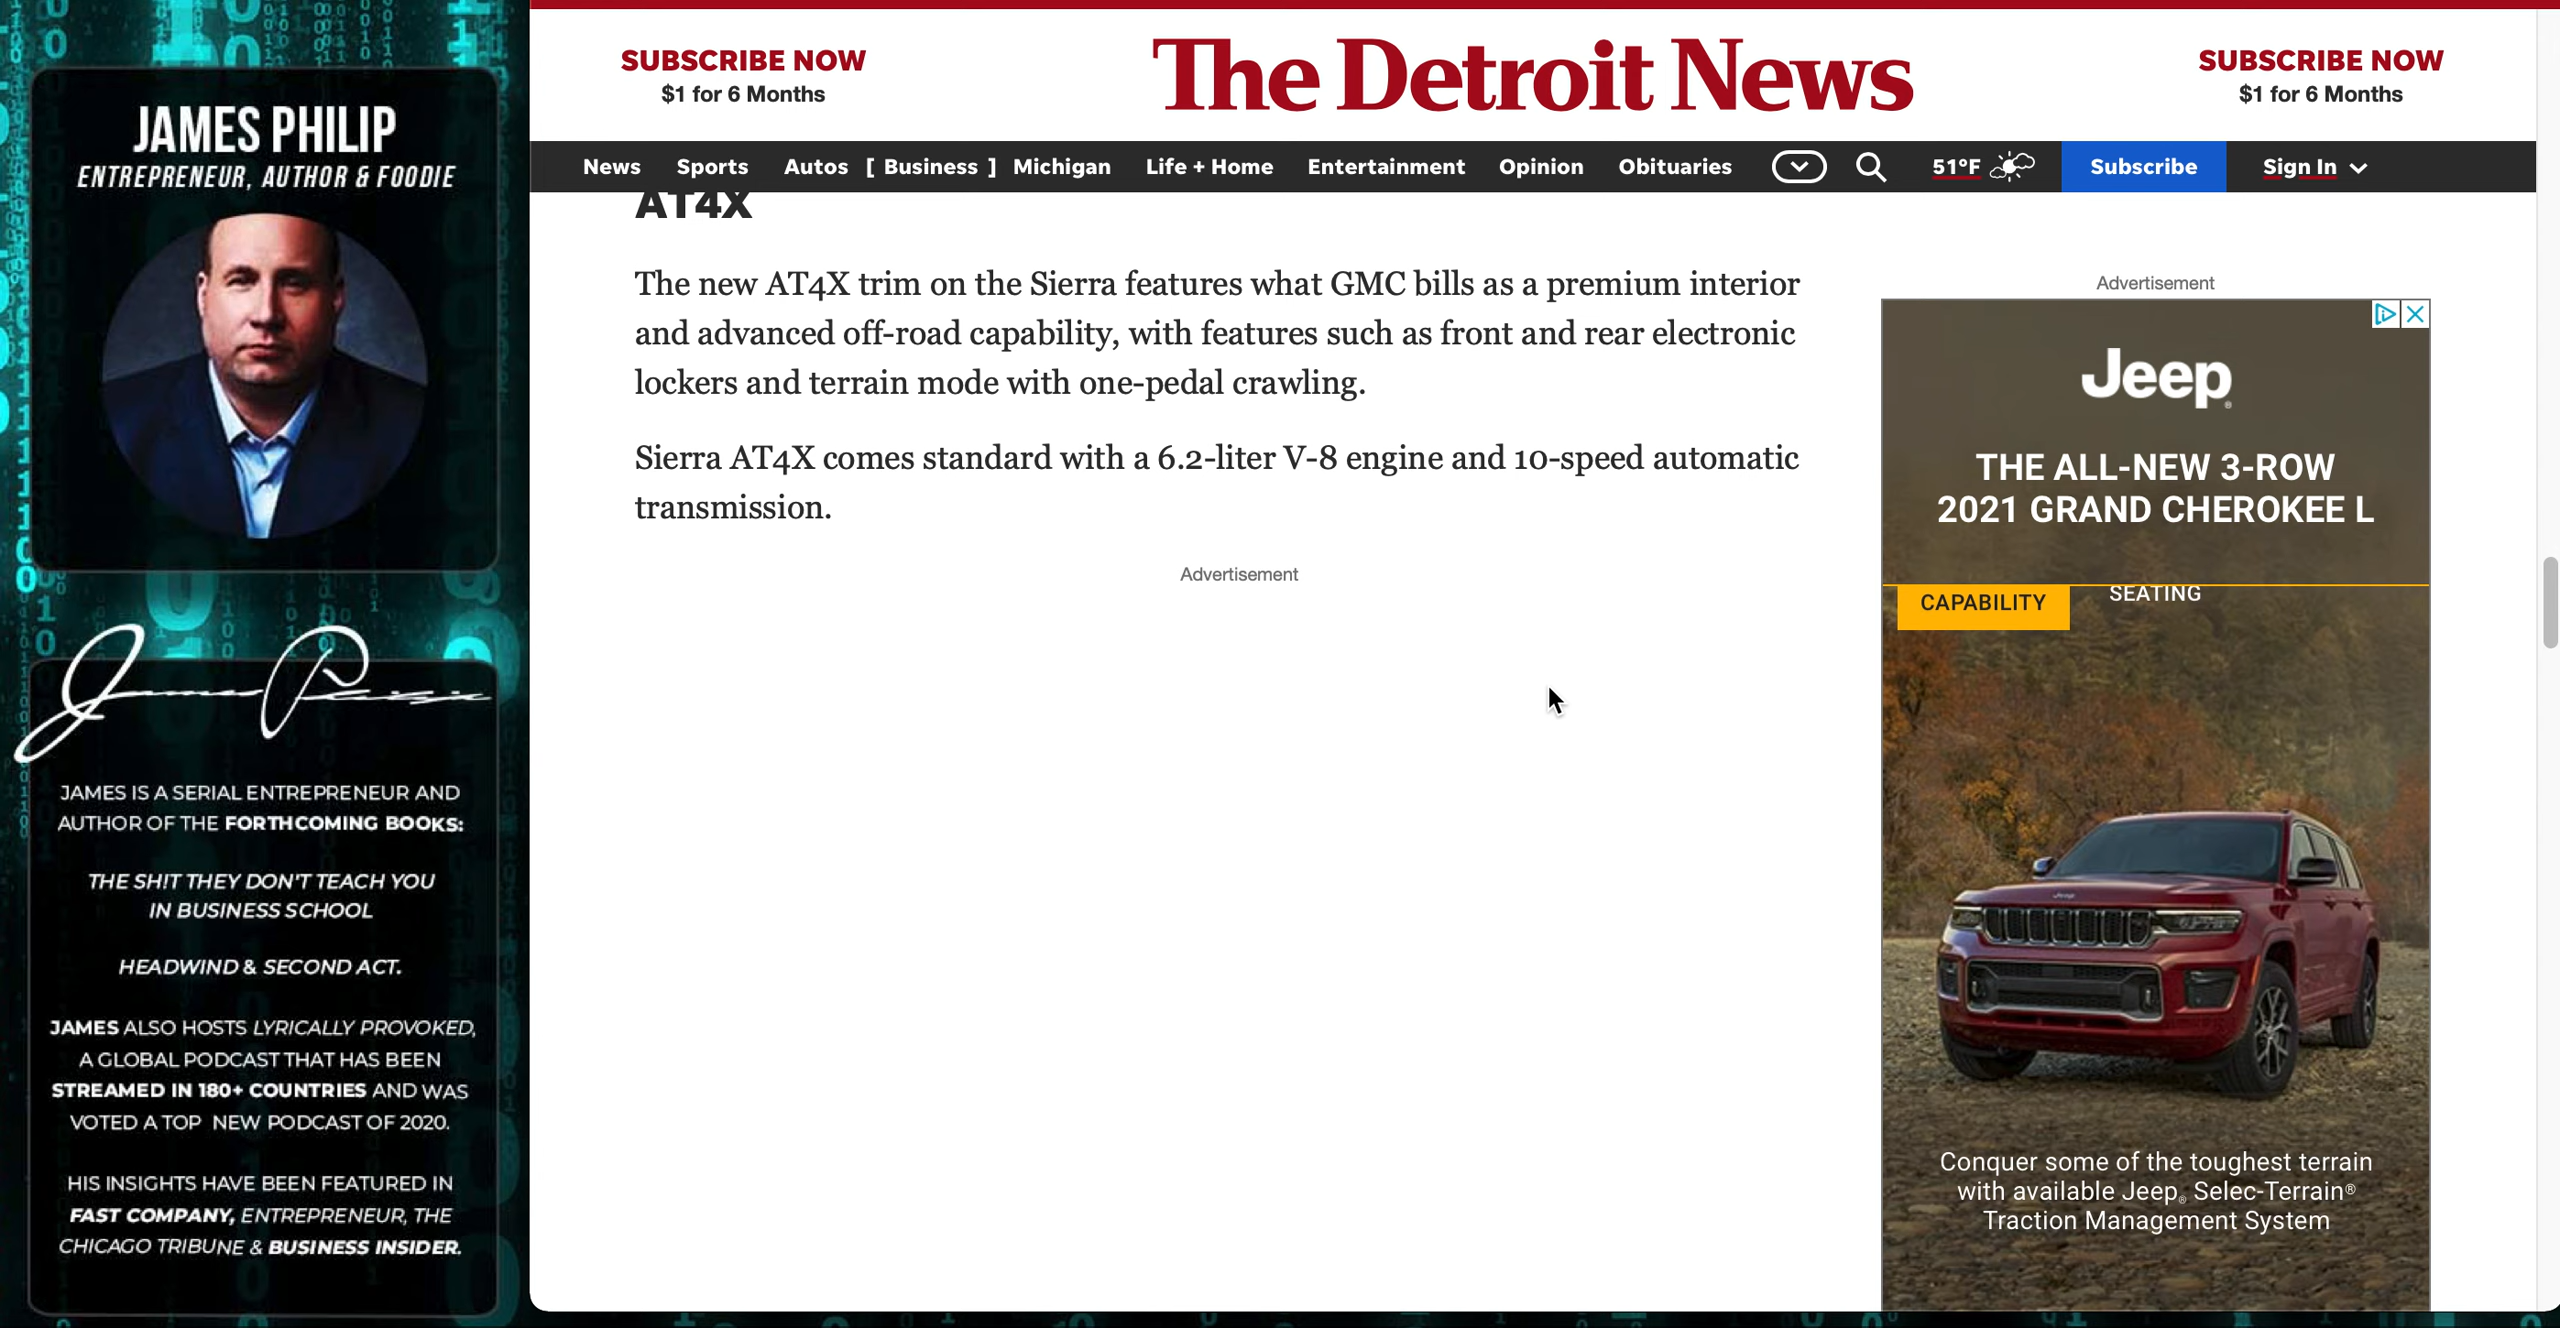 JAMES PHILIP
ENTREPRENEUR, AUTHOR & FOODIE
JAMES IS A SERIAL ENTREPRENEUR AND
AUTHOR OF THE FORTHCOMING BOOKS:
THE SH!T THEY DON'T TEACH YOU
IN BUSINESS SCHOOL
HEADWIND & SECOND ACT.
JAMES ALSO HOSTS LYRICALLY PROVOKED,
A GLOBAL PODCAST THAT HAS BEEN
STREAMED IN 180+ COUNTRIES AND WAS
VOTED A TOP NEW PODCAST OF 2020.
HIS INSIGHTS HAVE BEEN FEATURED IN
FAST COMPANY, ENTREPRENEUR, THE
CHICAGO TRIBUNE & BUSINESS INSIDER.
SUBSCRIBE NOW
$1 for 6 Months
The Detroit News
SUBSCRIBE NOW
$1 for 6 Months
News Sports Autos [ Business ] Michigan Life + Home Entertainment Opinion Obituaries 51°F Subscribe Sign In
AT4X
The new AT4X trim on the Sierra features what GMC bills as a premium interior
and advanced off-road capability, with features such as front and rear electronic
lockers and terrain mode with one-pedal crawling.
Sierra AT4X comes standard with a 6.2-liter V-8 engine and 10-speed automatic
transmission.
Advertisement
Advertisement
Jeep®
THE ALL-NEW 3-ROW
2021 GRAND CHEROKEE L
CAPABILITY SEATING
Conquer some of the toughest terrain
with available Jeep® Selec-Terrain®
Traction Management System